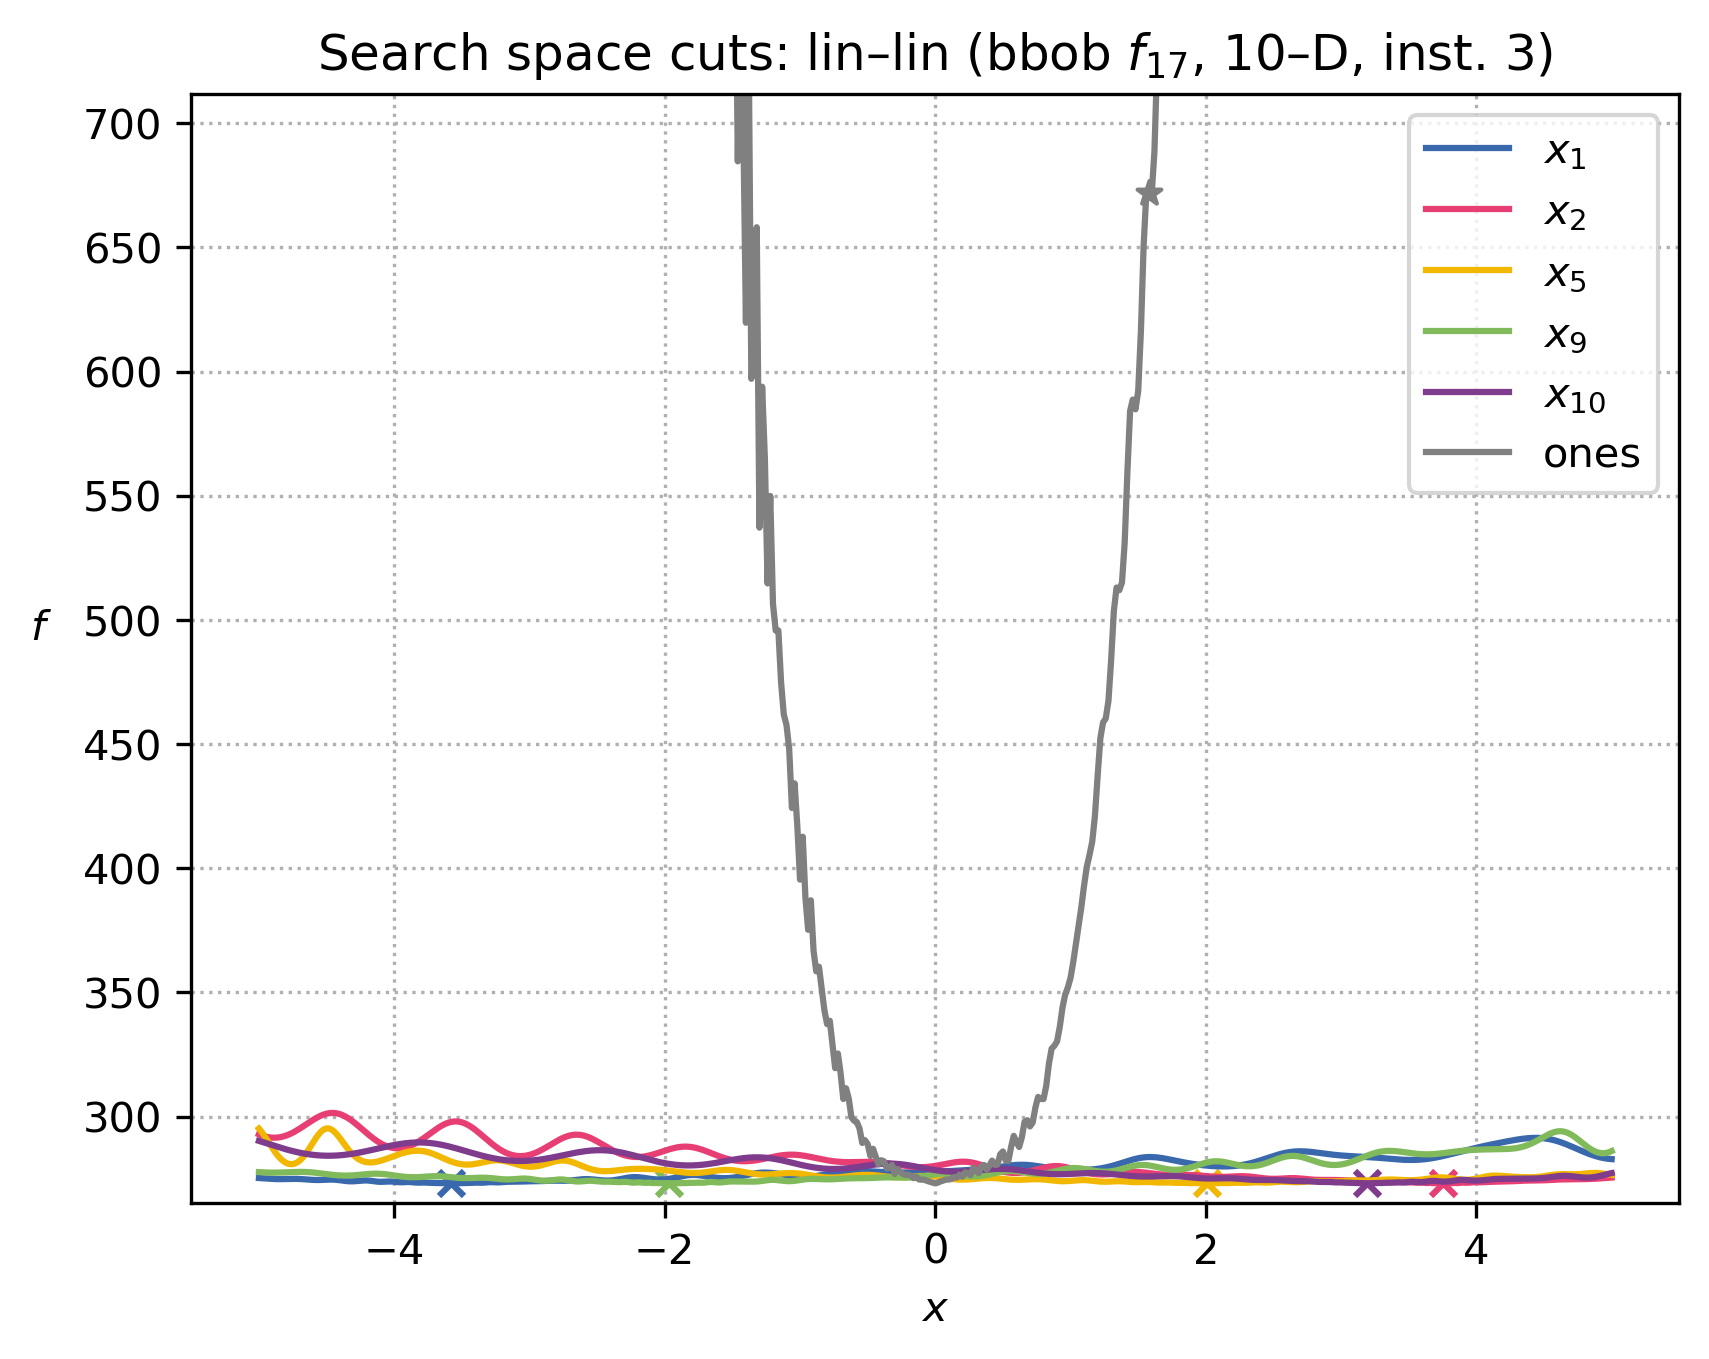 Search space cuts: lin–lin (bbob f₁₇, 10–D, inst. 3)
700
650
600
550
500
450
400
350
300
f
−4
−2
0
2
4
x
x₁
x₂
x₅
x₉
x₁₀
ones